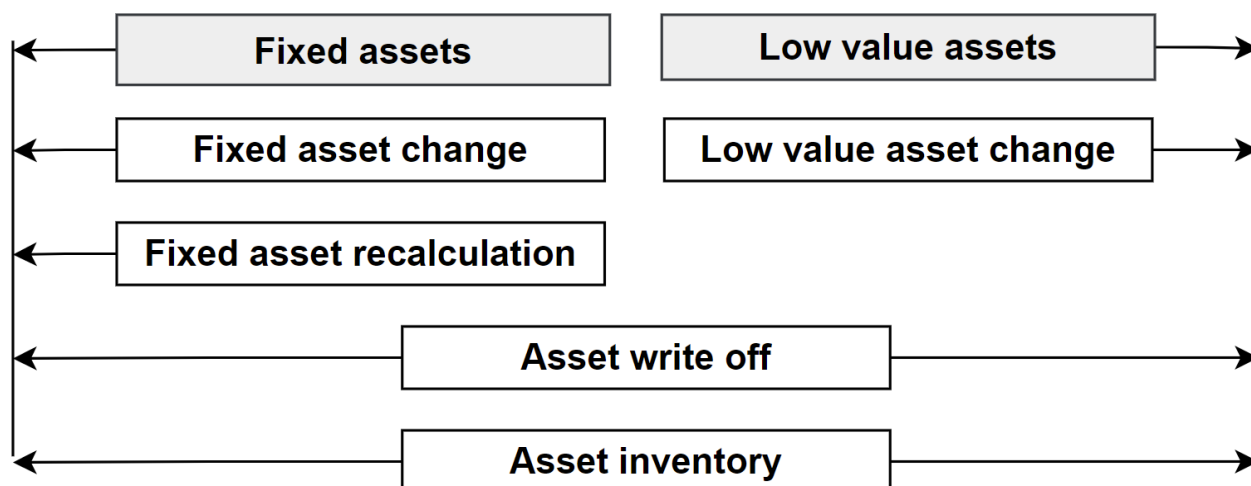 Fixed assets
Low value assets
Fixed asset change
Low value asset change
Fixed asset recalculation
Asset write off
Asset inventory